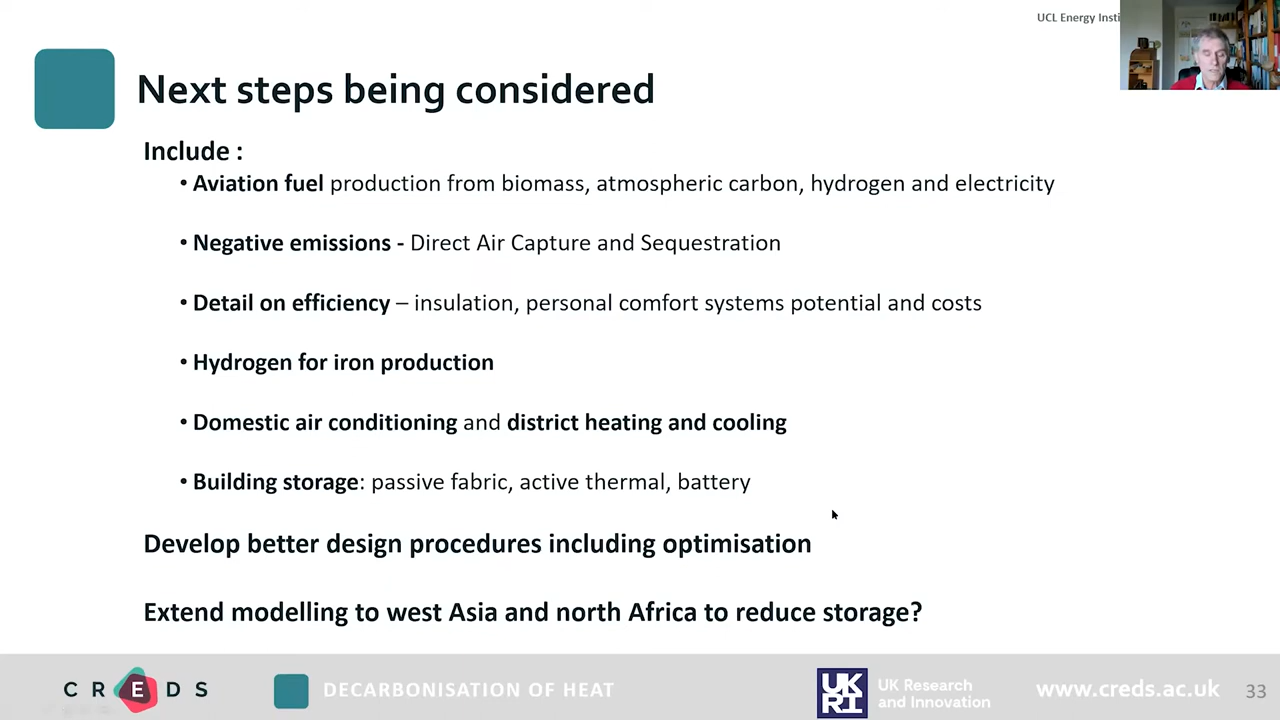 UCL Energy
Next steps being considered
Include :
• Aviation fuel production from biomass, atmospheric carbon, hydrogen and electricity
• Negative emissions - Direct Air Capture and Sequestration
• Detail on efficiency – insulation, personal comfort systems potential and costs
• Hydrogen for iron production
• Domestic air conditioning and district heating and cooling
• Building storage: passive fabric, active thermal, battery
Develop better design procedures including optimisation
Extend modelling to west Asia and north Africa to reduce storage?
CREDS
DECARBONISATION OF HEAT
UK
RI
UK Research
and Innovation
www.creds.ac.uk
33